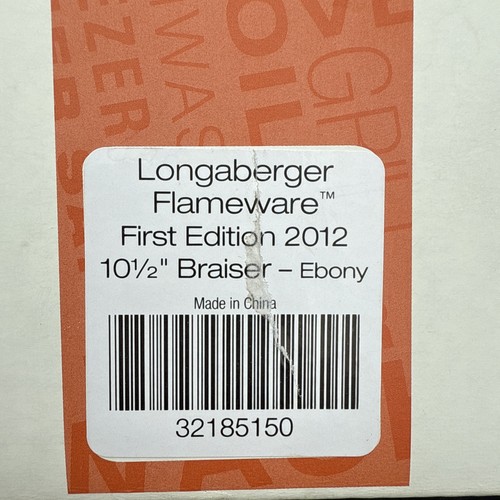 Longaberger
Flameware™
First Edition 2012
10½" Braiser – Ebony
Made in China
32185150